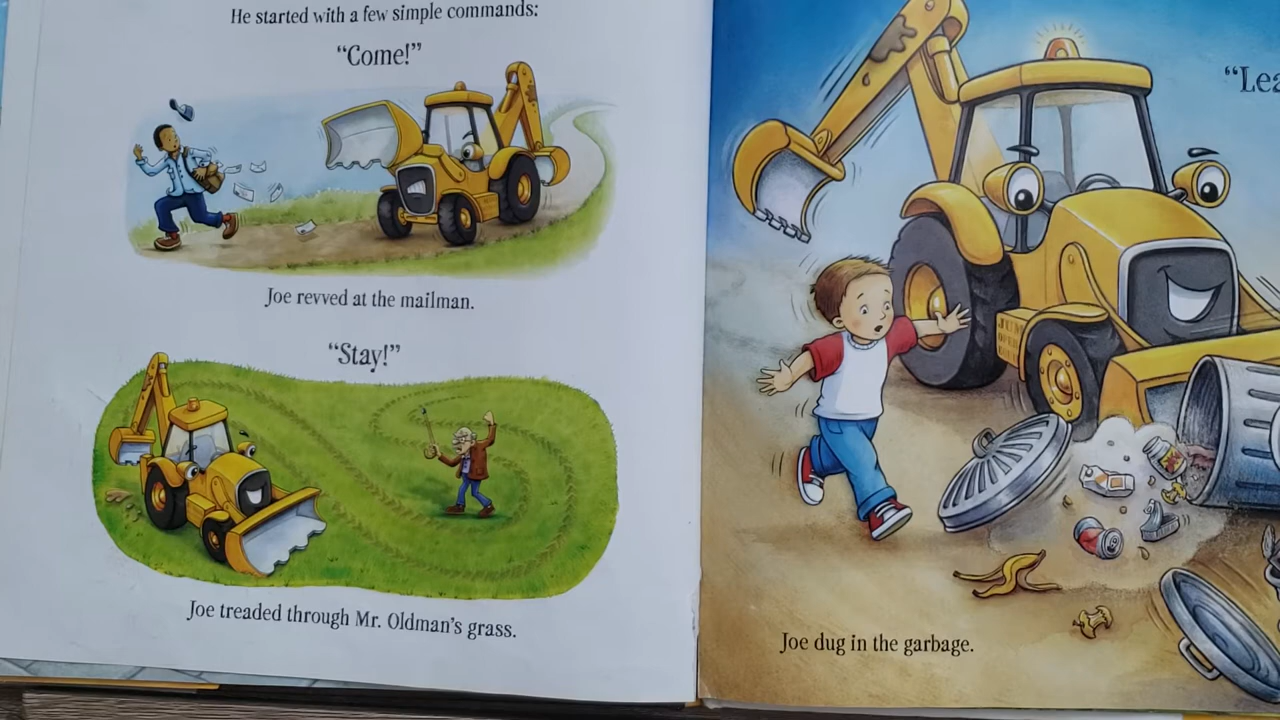 He started with a few simple commands:
“Come!”
Joe revved at the mailman.
“Stay!”
Joe treaded through Mr. Oldman’s grass.
Joe dug in the garbage.